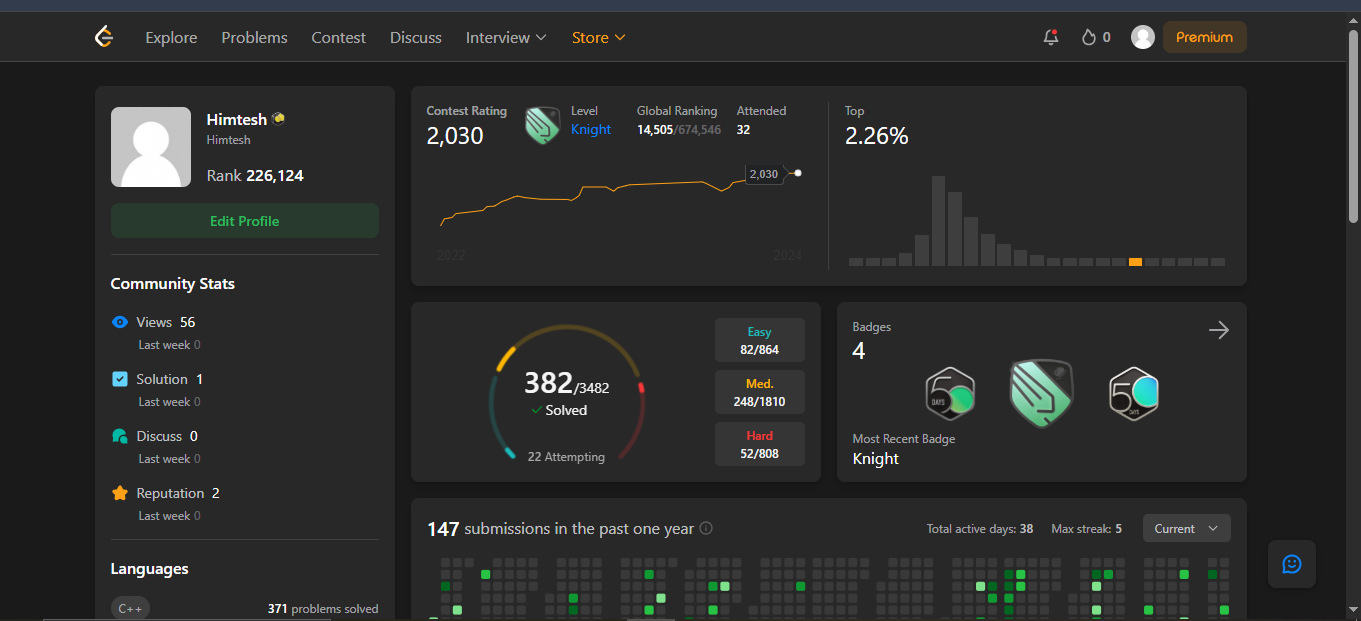 Explore Problems Contest Discuss Interview Store 0 Premium
Himtesh
Himtesh
Rank 226,124
Edit Profile
Community Stats
Views 56
Last week 0
Solution 1
Last week 0
Discuss 0
Last week 0
Reputation 2
Last week 0
Languages
C++ 371 problems solved
Contest Rating
2,030
Level
Knight
Global Ranking
14,505/674,546
Attended
32
2,030
2022 2024
Top
2.26%
382/3482
Solved
22 Attempting
Easy
82/864
Med.
248/1810
Hard
52/808
Badges
4
50
DAYS
50
DAYS
Most Recent Badge
Knight
147 submissions in the past one year
Total active days: 38 Max streak: 5 Current